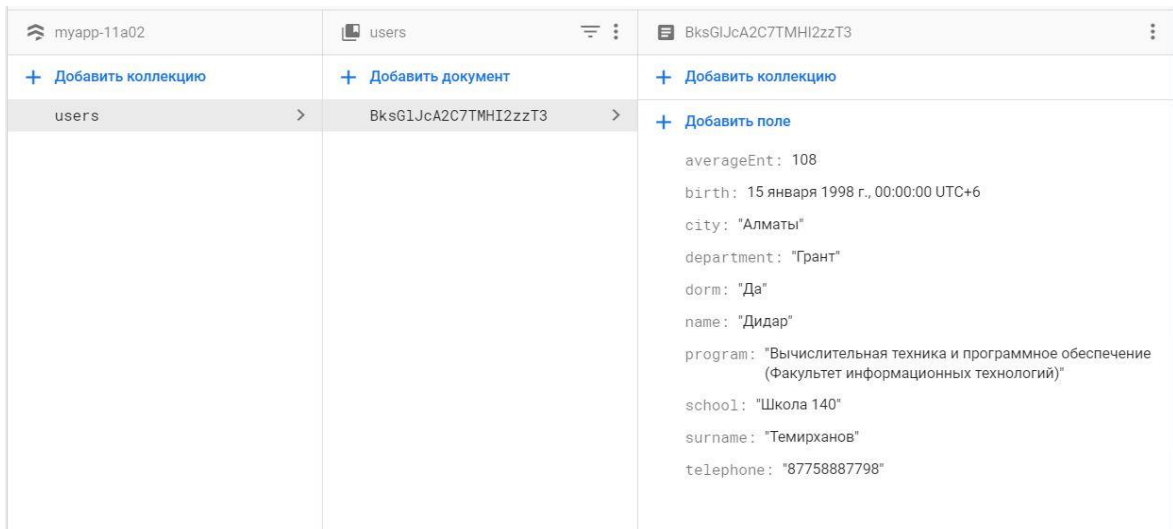 myapp-11a02
users
BksGlJcA2C7TMHI2zzT3
+ Добавить коллекцию
+ Добавить документ
+ Добавить коллекцию
users
BksGlJcA2C7TMHI2zzT3
+ Добавить поле
averageEnt: 108
birth: 15 января 1998 г., 00:00:00 UTC+6
city: "Алматы"
department: "Грант"
dorm: "Да"
name: "Дидар"
program: "Вычислительная техника и программное обеспечение
(Факультет информационных технологий)"
school: "Школа 140"
surname: "Темирханов"
telephone: "87758887798"